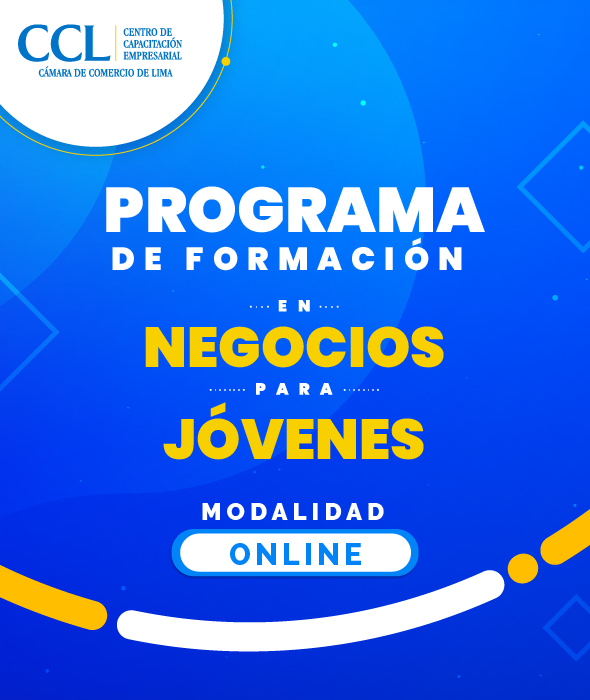 CCL
CENTRO DE
CAPACITACIÓN
EMPRESARIAL
CÁMARA DE COMERCIO DE LIMA
PROGRAMA
DE FORMACIÓN
EN
NEGOCIOS
PARA
JÓVENES
MODALIDAD
ONLINE